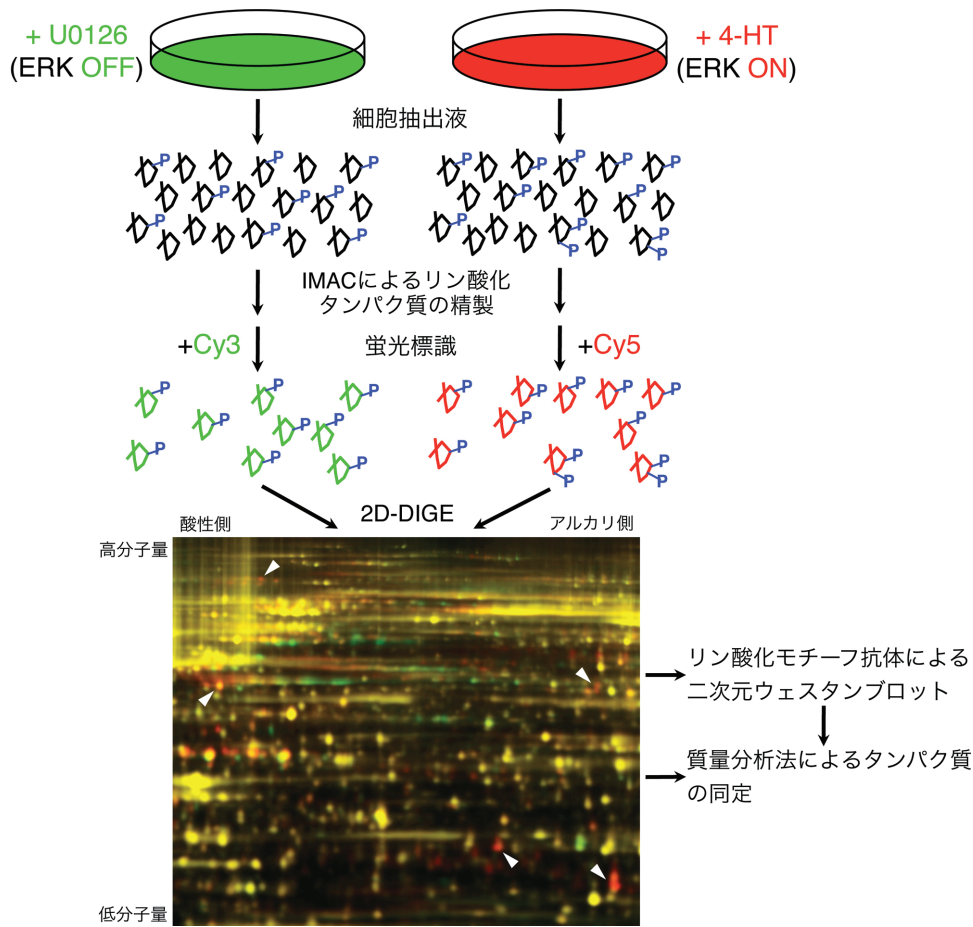 + U0126
(ERK OFF)
+ 4-HT
(ERK ON)
細胞抽出液
P P P P P P P P P P
P P P P P P P P P P P P
IMACによるリン酸化
タンパク質の精製
+Cy3
蛍光標識
+Cy5
P P P P P P P P P P
P P P P P P P P P P P P
2D-DIGE
酸性側
アルカリ側
高分子量
低分子量
リン酸化モチーフ抗体による
二次元ウェスタンブロット
質量分析法によるタンパク質
の同定